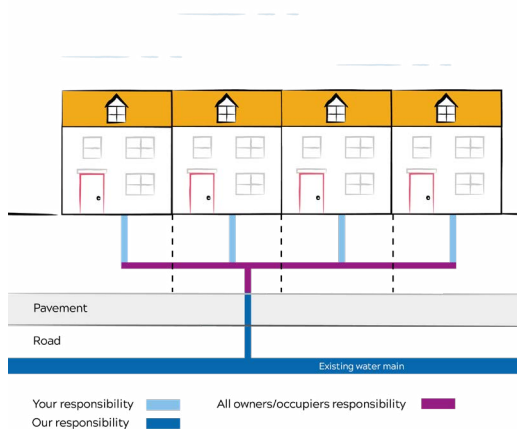 Pavement
Road
Existing water main
Your responsibility
All owners/occupiers responsibility
Our responsibility